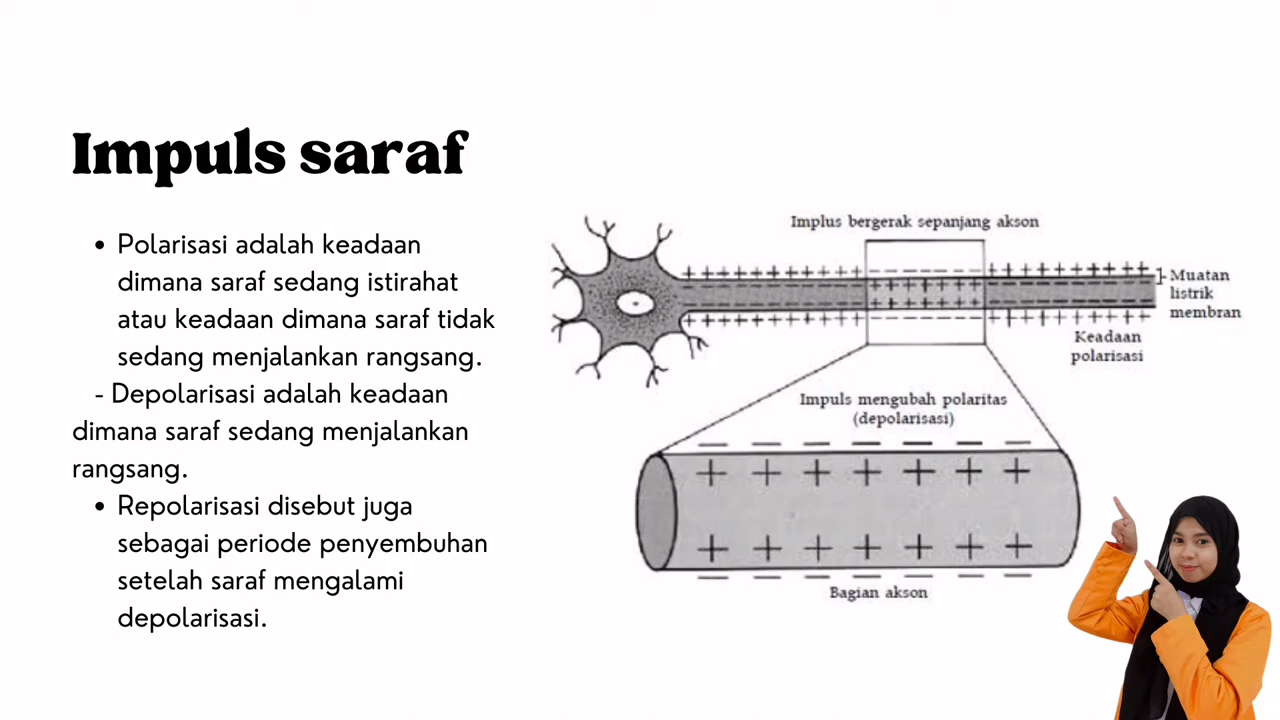 Impuls saraf
• Polarisasi adalah keadaan
dimana saraf sedang istirahat
atau keadaan dimana saraf tidak
sedang menjalankan rangsang.
- Depolarisasi adalah keadaan
dimana saraf sedang menjalankan
rangsang.
• Repolarisasi disebut juga
sebagai periode penyembuhan
setelah saraf mengalami
depolarisasi.
Implus bergerak sepanjang akson
Muatan
listrik
membran
Keadaan
polarisasi
Impuls mengubah polaritas
(depolarisasi)
Bagian akson